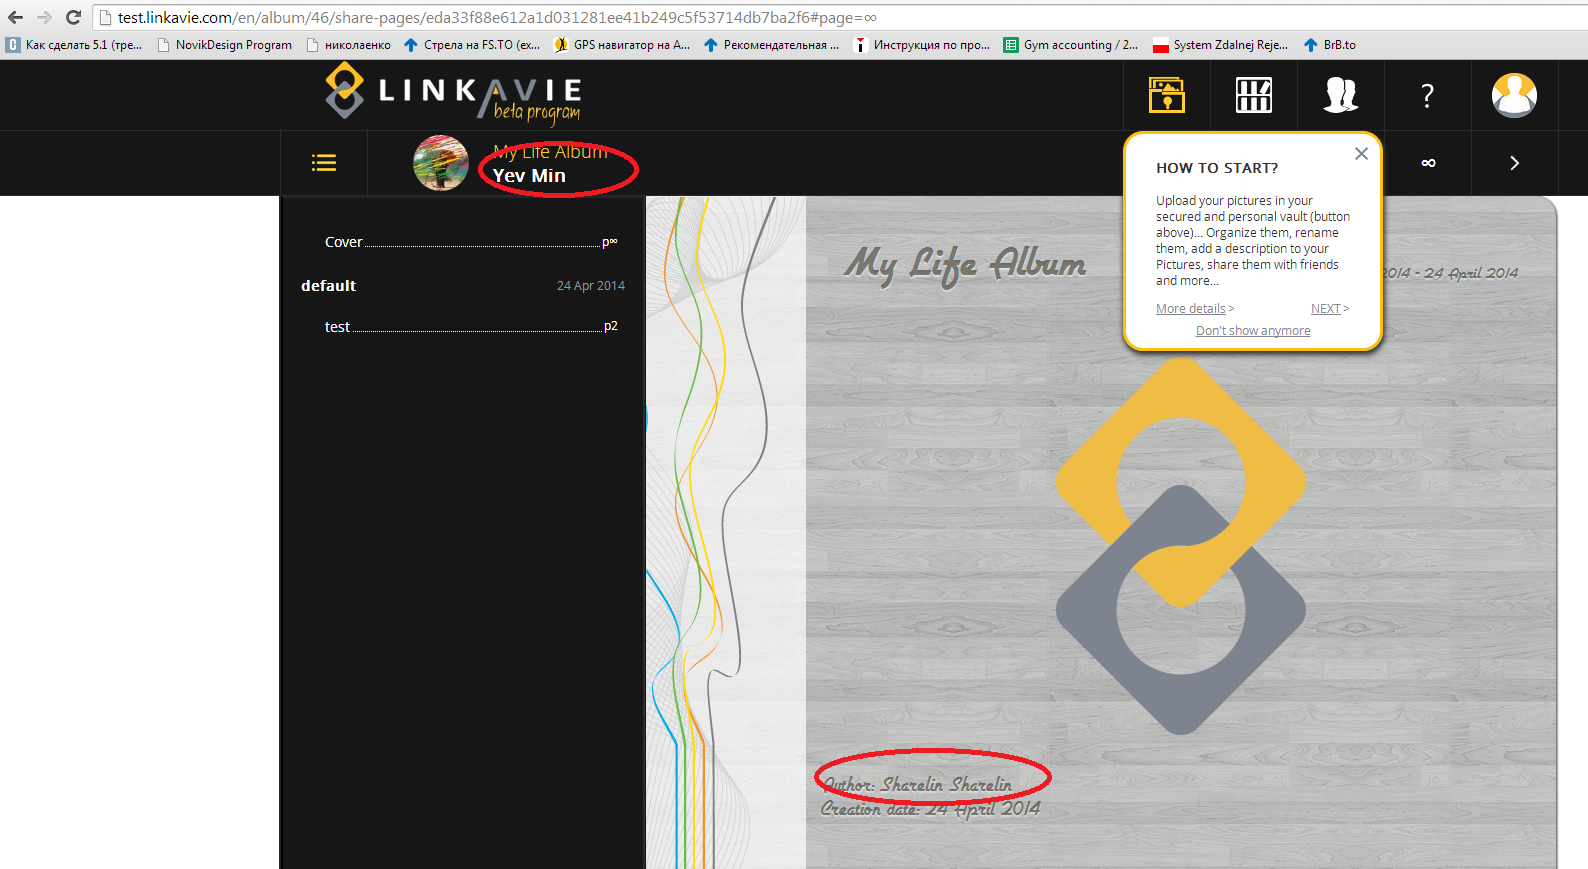 test.linkavie.com/en/album/46/share-pages/eda33f88e612a1d031281ee41b249c5f53714db7ba2f6#page=∞
Как сделать 5.1 (тре...
NovikDesign Program
николаенко
Стрела на FS.TO (ex...
GPS навигатор на A...
Рекомендательная ...
Инструкция по про...
Gym accounting / 2...
System Zdalnej Reje...
BrB.to
LINKAVIE
beta program
?
My Life Album
Yev Min
∞
HOW TO START?
Upload your pictures in your
secured and personal vault (button
above)... Organize them, rename
them, add a description to your
Pictures, share them with friends
and more...
More details >
NEXT >
Don't show anymore
Cover p∞
default 24 Apr 2014
test p2
My Life Album
2014 - 24 April 2014
Author: Sharelin Sharelin
Creation date: 24 April 2014